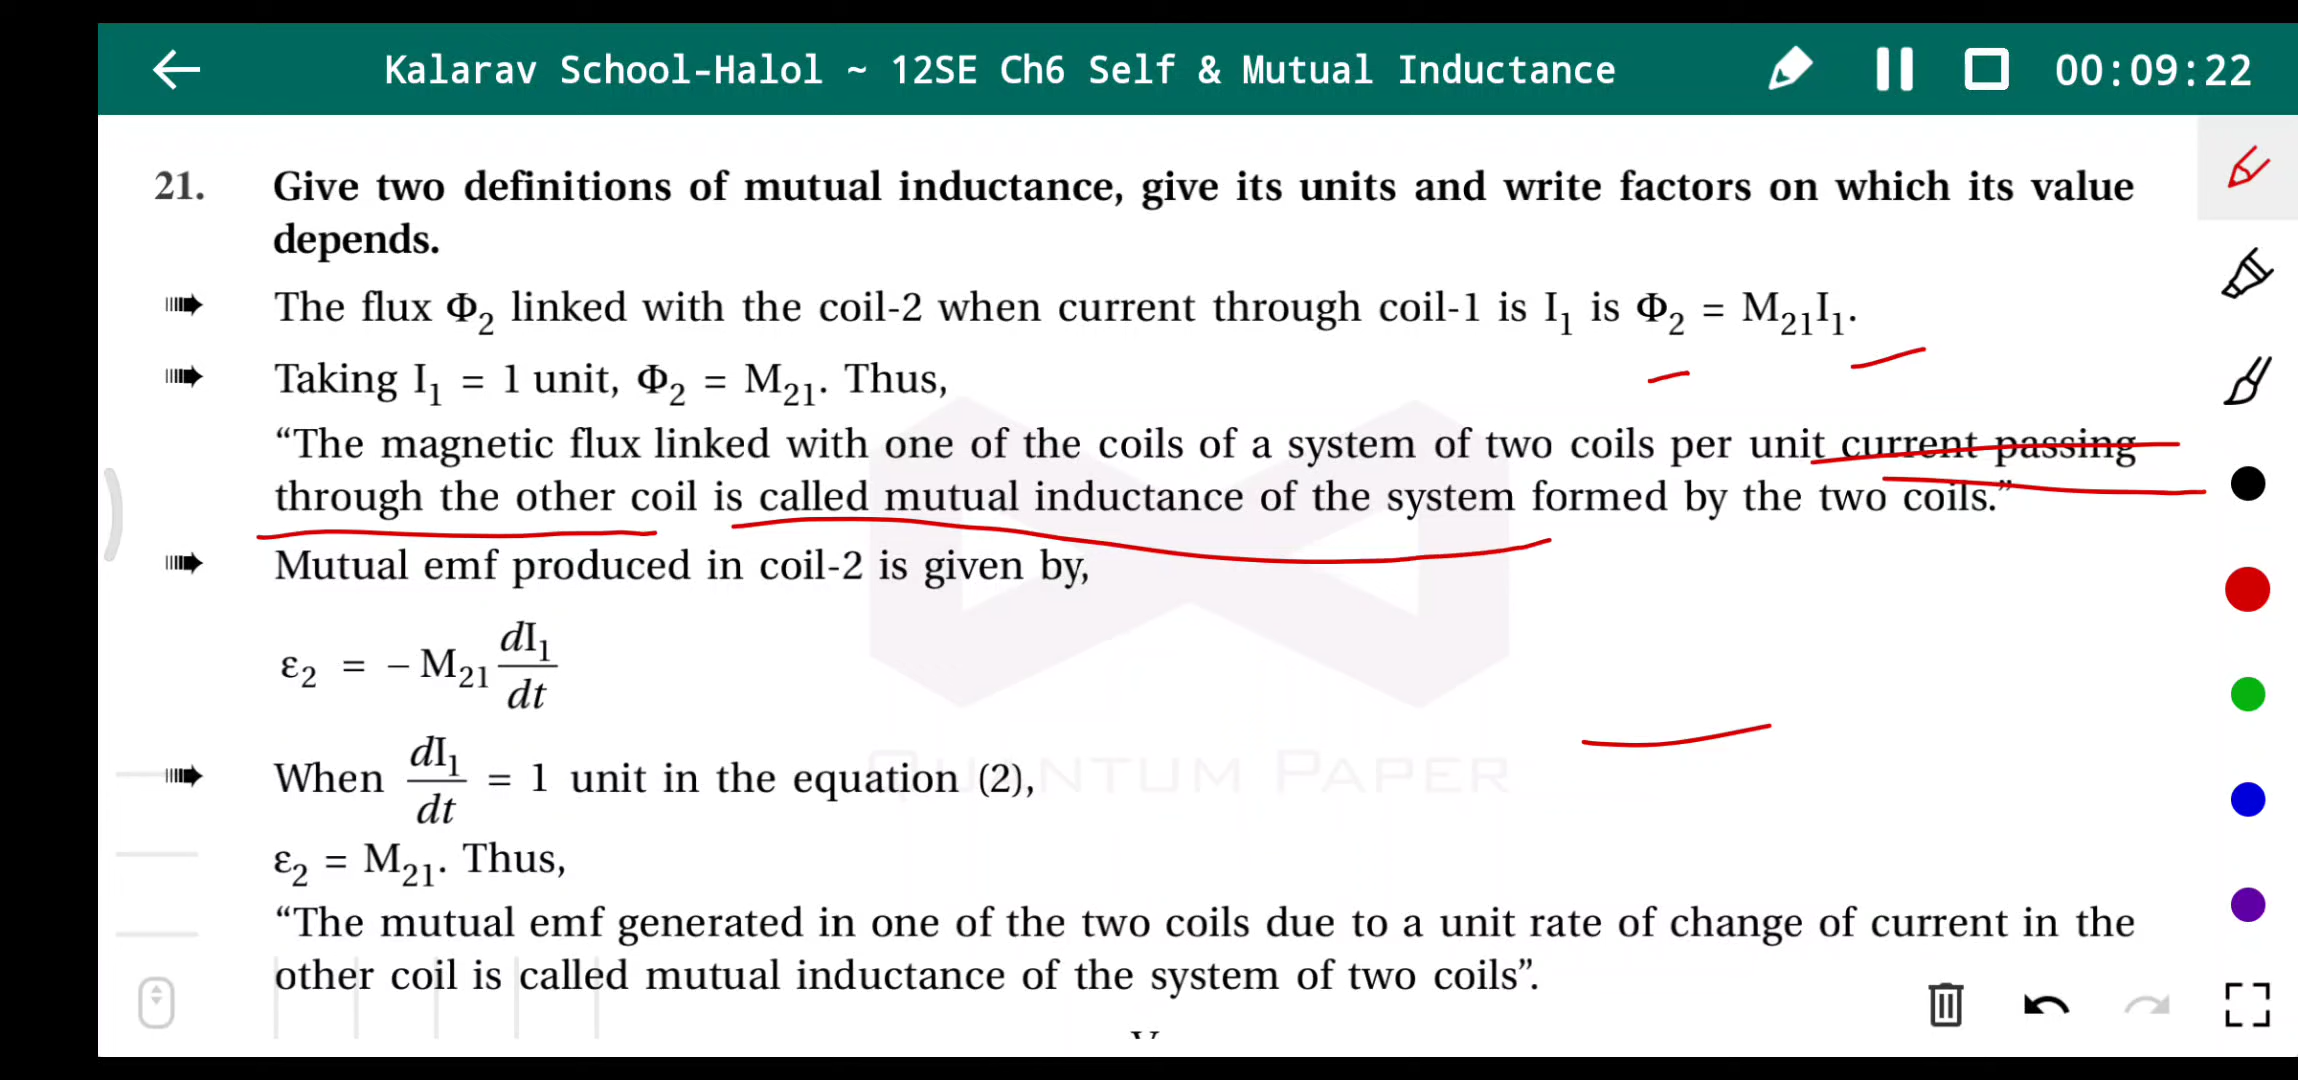 Kalarav School-Halol ~ 12SE Ch6 Self & Mutual Inductance
00:09:22
21. Give two definitions of mutual inductance, give its units and write factors on which its value
depends.
The flux Φ₂ linked with the coil-2 when current through coil-1 is I₁ is Φ₂ = M₂₁I₁.
Taking I₁ = 1 unit, Φ₂ = M₂₁. Thus,
“The magnetic flux linked with one of the coils of a system of two coils per unit current passing
through the other coil is called mutual inductance of the system formed by the two coils.”
Mutual emf produced in coil-2 is given by,
ε₂ = − M₂₁ dI₁/dt
When dI₁/dt = 1 unit in the equation (2),
ε₂ = M₂₁. Thus,
“The mutual emf generated in one of the two coils due to a unit rate of change of current in the
other coil is called mutual inductance of the system of two coils”.
QUANTUM PAPER